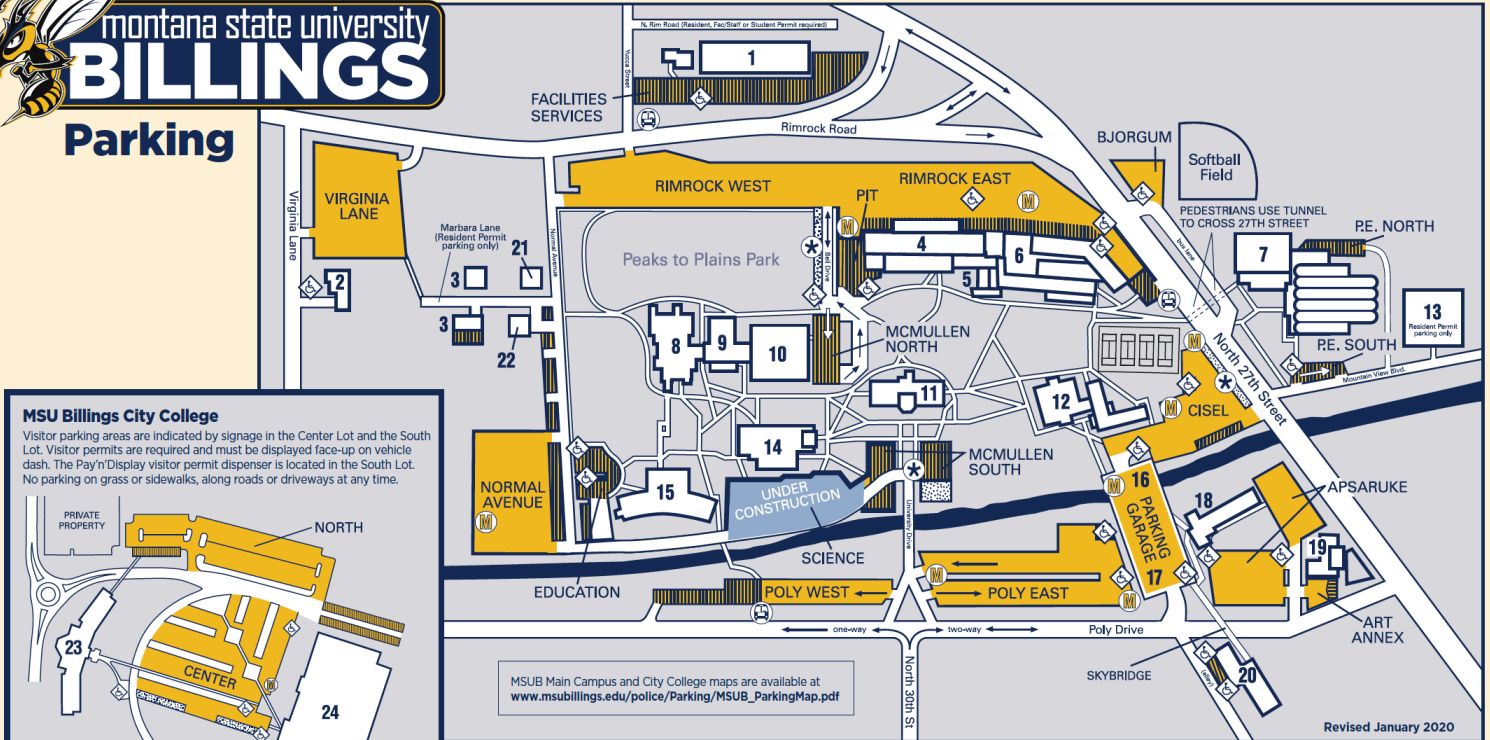 montana state university
BILLINGS
Parking
N. Rim Road (Resident, Fac/Staff or Student Permit required)
Yucca Street
1
FACILITIES
SERVICES
Rimrock Road
BJORGUM
Softball
Field
VIRGINIA
LANE
Virginia Lane
RIMROCK WEST
RIMROCK EAST
PIT
M
M
M
PEDESTRIANS USE TUNNEL
TO CROSS 27TH STREET
bus lane
P.E. NORTH
Marbara Lane
(Resident Permit
parking only)
21
3
2
3
22
Normal Avenue
Peaks to Plains Park
Bell Drive
*
4
6
5
7
13
Resident Permit
parking only
P.E. SOUTH
Mountain View Blvd.
North 27th Street
8
9
10
MCMULLEN
NORTH
11
12
M
*
M
CISEL
14
MCMULLEN
SOUTH
*
15
UNDER
CONSTRUCTION
SCIENCE
University Drive
NORMAL
AVENUE
M
EDUCATION
M
16
PARKING
GARAGE
17
18
APSARUKE
19
ART
ANNEX
POLY WEST
M
POLY EAST
M
one-way
two-way
Poly Drive
SKYBRIDGE
(alley)
20
North 30th St
MSUB Main Campus and City College maps are available at
www.msubillings.edu/police/Parking/MSUB_ParkingMap.pdf
Revised January 2020
MSU Billings City College
Visitor parking areas are indicated by signage in the Center Lot and the South
Lot. Visitor permits are required and must be displayed face-up on vehicle
dash. The Pay'n'Display visitor permit dispenser is located in the South Lot.
No parking on grass or sidewalks, along roads or driveways at any time.
PRIVATE
PROPERTY
NORTH
23
CENTER
M
24